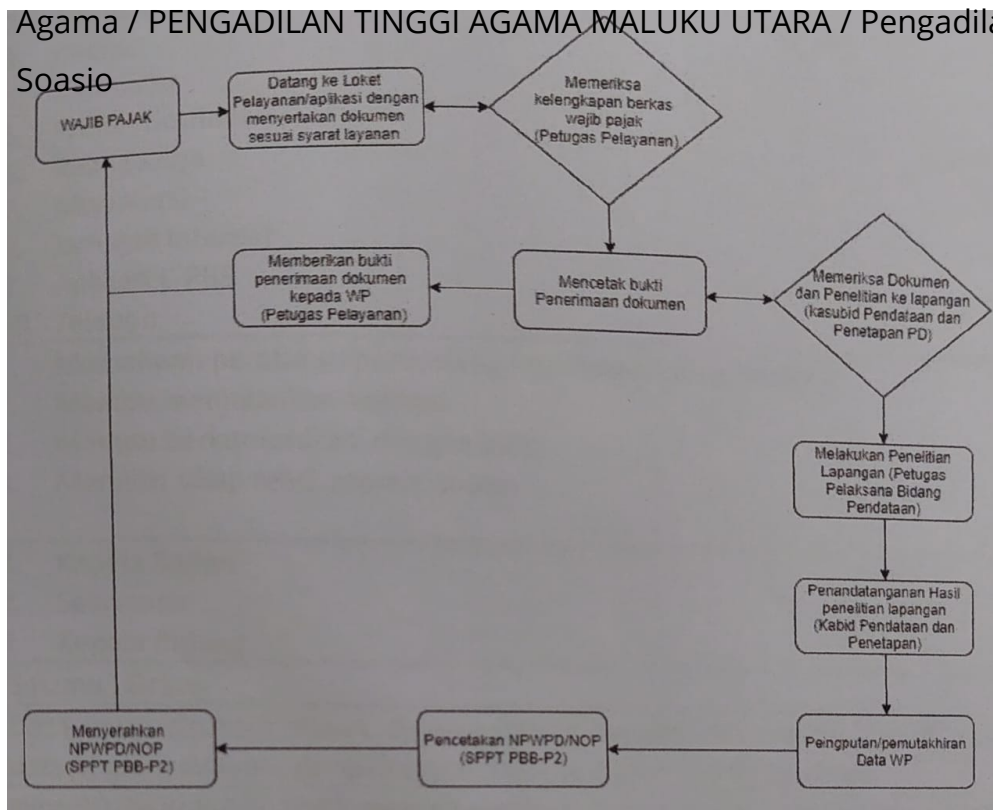 Agama / PENGADILAN TINGGI AGAMA MALUKU UTARA / Pengadila
Soasio
WAJIB PAJAK
Datang ke Loket
Pelayanan/aplikasi dengan
menyertakan dokumen
sesuai syarat layanan
Memeriksa
kelengkapan berkas
wajib pajak
(Petugas Pelayanan)
Memberikan bukti
penerimaan dokumen
kepada WP
(Petugas Pelayanan)
Mencetak bukti
Penerimaan dokumen
Memeriksa Dokumen
dan Penelitian ke lapangan
(kasubid Pendataan dan
Penetapan PD)
Melakukan Penelitian
Lapangan (Petugas
Pelaksana Bidang
Pendataan)
Penandatanganan Hasil
penelitian lapangan
(Kabid Pendataan dan
Penetapan)
Menyerahkan
NPWPD/NOP
(SPPT PBB-P2)
Pencetakan NPWPD/NOP
(SPPT PBB-P2)
Peingputan/pemutakhiran
Data WP